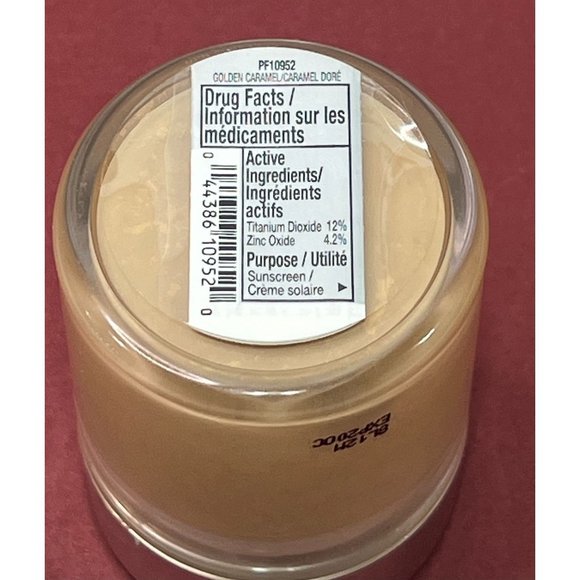 PF10952
GOLDEN CARAMEL/CARAMEL DORÉ
Drug Facts /
Information sur les
médicaments
Active
Ingredients/
Ingrédients
actifs
Titanium Dioxide 12%
Zinc Oxide 4.2%
Purpose / Utilité
Sunscreen /
Crème solaire
0 44386 10952 0